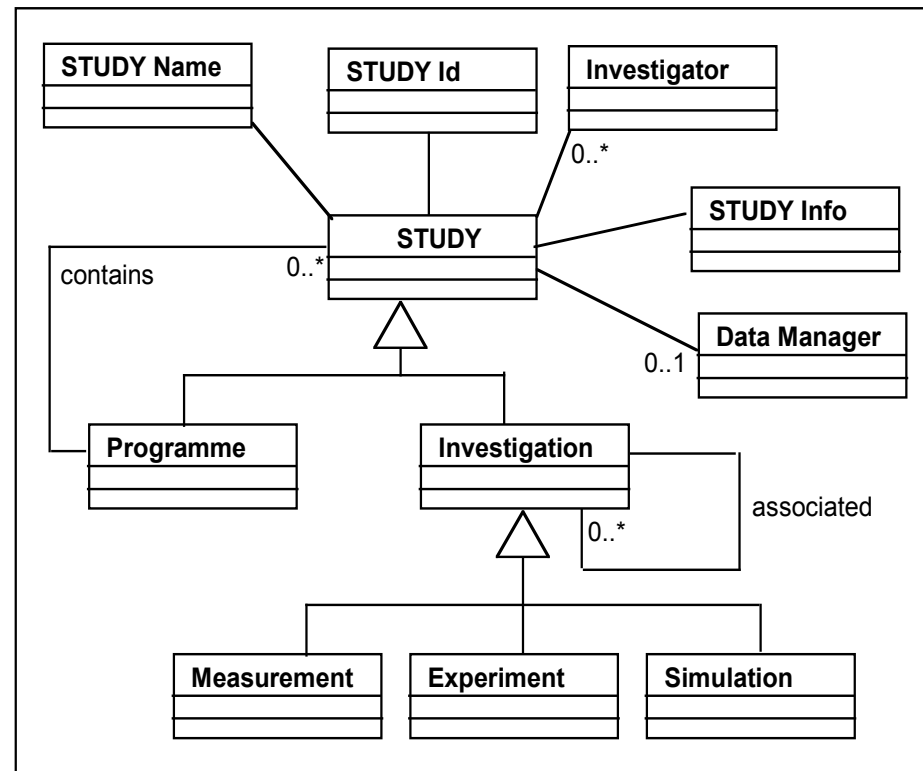 STUDY Name
STUDY Id
Investigator
0..*
STUDY Info
STUDY
0..*
contains
Data Manager
0..1
Programme
Investigation
0..*
associated
Measurement
Experiment
Simulation